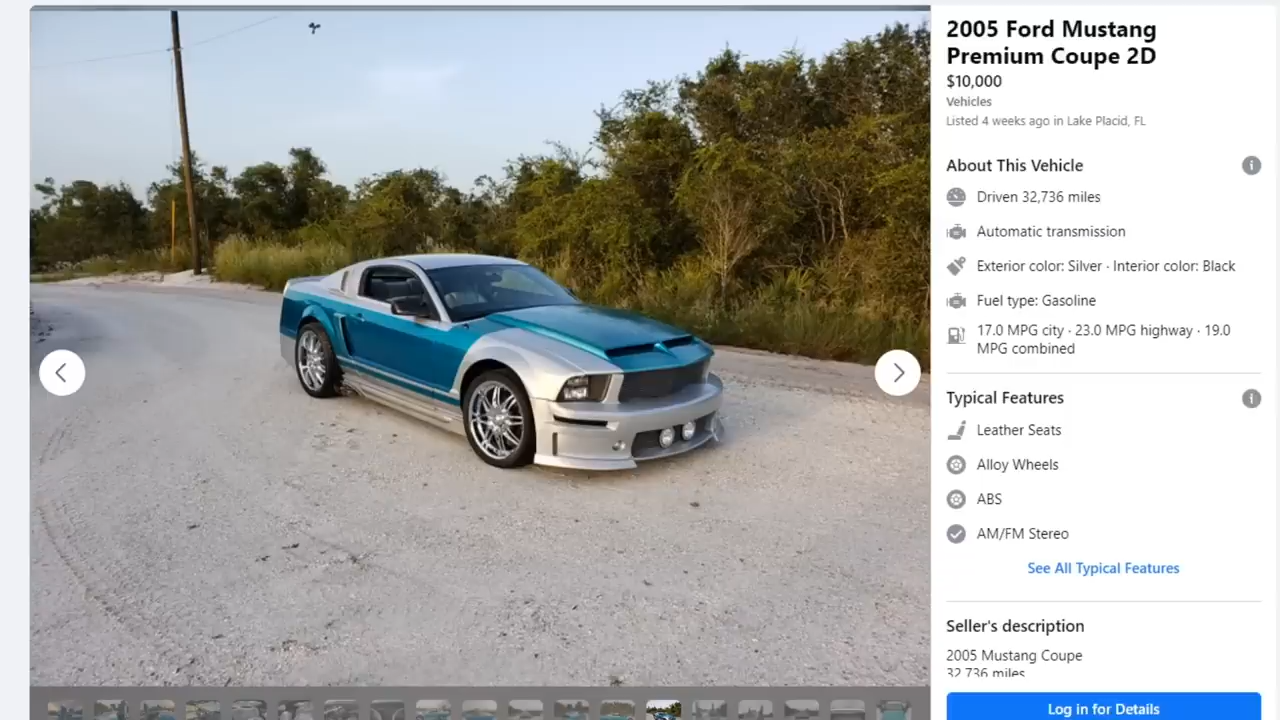 2005 Ford Mustang
Premium Coupe 2D
$10,000
Vehicles
Listed 4 weeks ago in Lake Placid, FL
About This Vehicle
Driven 32,736 miles
Automatic transmission
Exterior color: Silver · Interior color: Black
Fuel type: Gasoline
17.0 MPG city · 23.0 MPG highway · 19.0
MPG combined
Typical Features
Leather Seats
Alloy Wheels
ABS
AM/FM Stereo
See All Typical Features
Seller's description
2005 Mustang Coupe
32,736 miles
Log in for Details